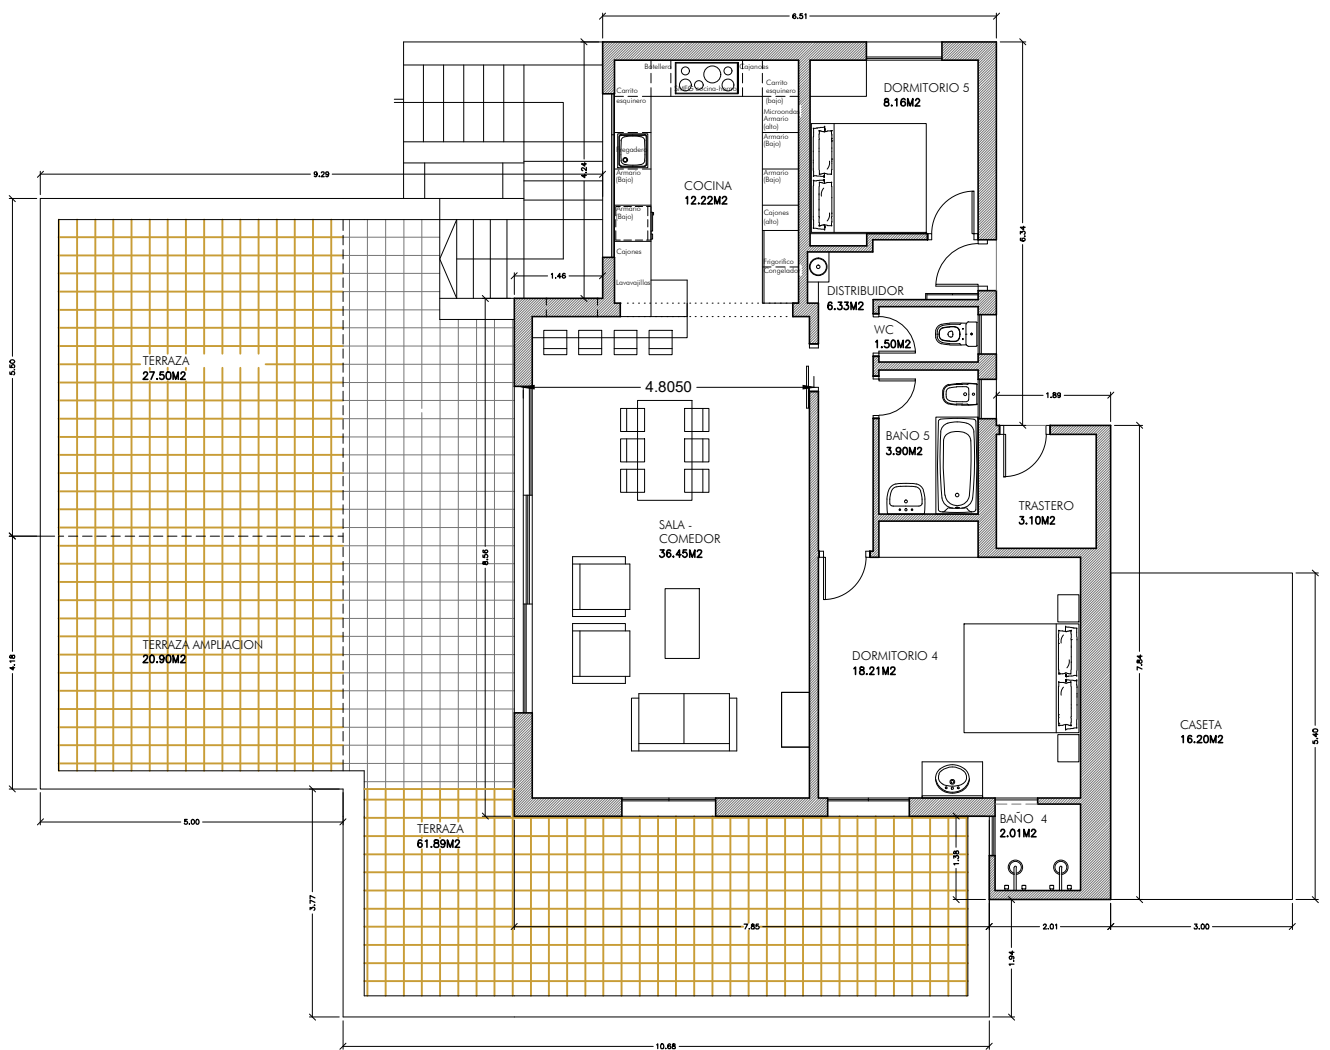 6.51
Botellero
Cajoneras
Carrito
esquinero
Carrito
esquinero
(bajo)
Microondas
Armario
(alto)
Armario
(Bajo)
Fregadero
Armario
(Bajo)
Armario
(Bajo)
Armario
(Bajo)
Cajones
(alto)
Cajones
Frigorifico
Congelador
Lavavajillas
COCINA
12.22M2
DORMITORIO 5
8.16M2
4.24
9.29
6.34
1.46
DISTRIBUIDOR
6.33M2
WC
1.50M2
TERRAZA
27.50M2
5.50
4.8050
1.89
BAÑO 5
3.90M2
TRASTERO
3.10M2
SALA -
COMEDOR
36.45M2
8.56
TERRAZA AMPLIACION
20.90M2
4.18
DORMITORIO 4
18.21M2
7.84
CASETA
16.20M2
5.40
5.00
TERRAZA
61.89M2
BAÑO 4
2.01M2
1.38
3.77
7.85
2.01
3.00
1.94
10.68